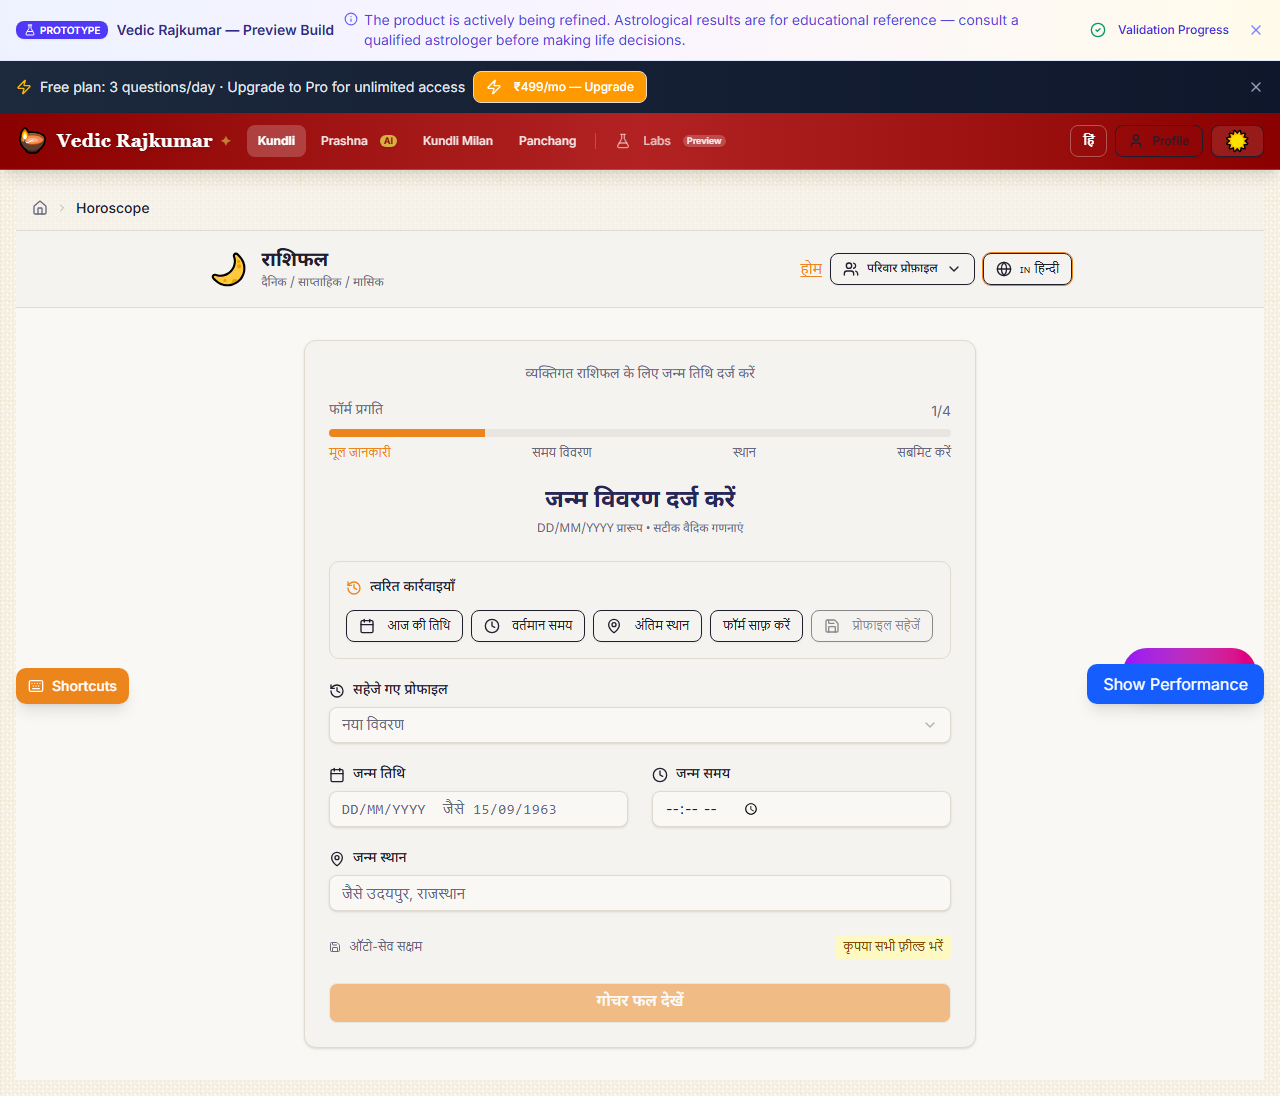 PROTOTYPE Vedic Rajkumar — Preview Build
The product is actively being refined. Astrological results are for educational reference — consult a
qualified astrologer before making life decisions.
Validation Progress
Free plan: 3 questions/day · Upgrade to Pro for unlimited access ₹499/mo — Upgrade
Vedic Rajkumar Kundli Prashna AI Kundli Milan Panchang Labs Preview हिं Profile
Horoscope
राशिफल
दैनिक / साप्ताहिक / मासिक
होम परिवार प्रोफ़ाइल IN हिन्दी
व्यक्तिगत राशिफल के लिए जन्म तिथि दर्ज करें
फॉर्म प्रगति 1/4
मूल जानकारी समय विवरण स्थान सबमिट करें
जन्म विवरण दर्ज करें
DD/MM/YYYY प्रारूप • सटीक वैदिक गणनाएं
त्वरित कार्रवाइयाँ
आज की तिथि वर्तमान समय अंतिम स्थान फॉर्म साफ़ करें प्रोफाइल सहेजें
Shortcuts
Show Performance
सहेजे गए प्रोफाइल
नया विवरण
जन्म तिथि जन्म समय
DD/MM/YYYY जैसे 15/09/1963 --:-- --
जन्म स्थान
जैसे उदयपुर, राजस्थान
ऑटो-सेव सक्षम कृपया सभी फ़ील्ड भरें
गोचर फल देखें